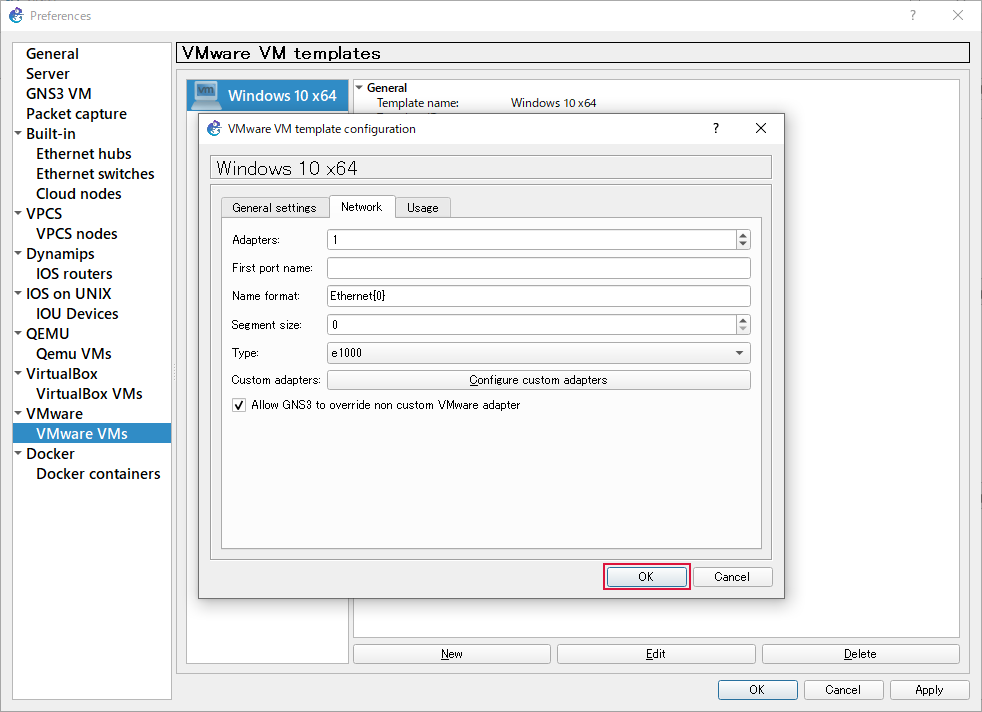 Preferences
?
General
Server
GNS3 VM
Packet capture
Built-in
Ethernet hubs
Ethernet switches
Cloud nodes
VPCS
VPCS nodes
Dynamips
IOS routers
IOS on UNIX
IOU Devices
QEMU
Qemu VMs
VirtualBox
VirtualBox VMs
VMware
VMware VMs
Docker
Docker containers
VMware VM templates
vm
Windows 10 x64
General
Template name: Windows 10 x64
VMware VM template configuration
?
Windows 10 x64
General settings Network Usage
Adapters: 1
First port name:
Name format: Ethernet{0}
Segment size: 0
Type: e1000
Custom adapters: Configure custom adapters
Allow GNS3 to override non custom VMware adapter
OK Cancel
New Edit Delete
OK Cancel Apply